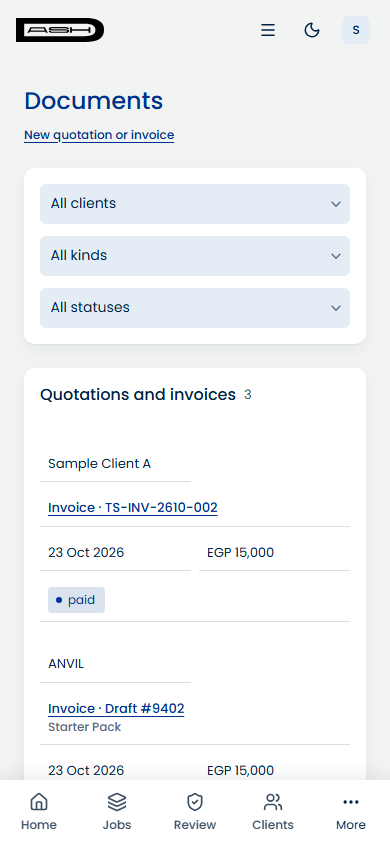 ASH
S
Documents
New quotation or invoice
All clients
All kinds
All statuses
Quotations and invoices 3
Sample Client A
Invoice · TS-INV-2610-002
23 Oct 2026 EGP 15,000
paid
ANVIL
Invoice · Draft #9402
Starter Pack
23 Oct 2026 EGP 15,000
Home Jobs Review Clients More